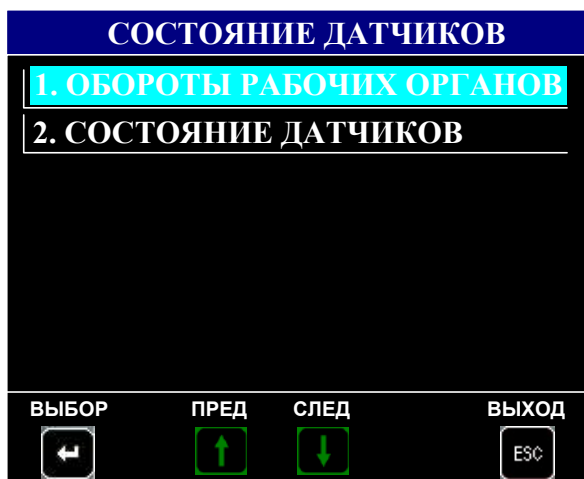 СОСТОЯНИЕ ДАТЧИКОВ
1. ОБОРОТЫ РАБОЧИХ ОРГАНОВ
2. СОСТОЯНИЕ ДАТЧИКОВ
ВЫБОР ПРЕД СЛЕД ВЫХОД
ESC